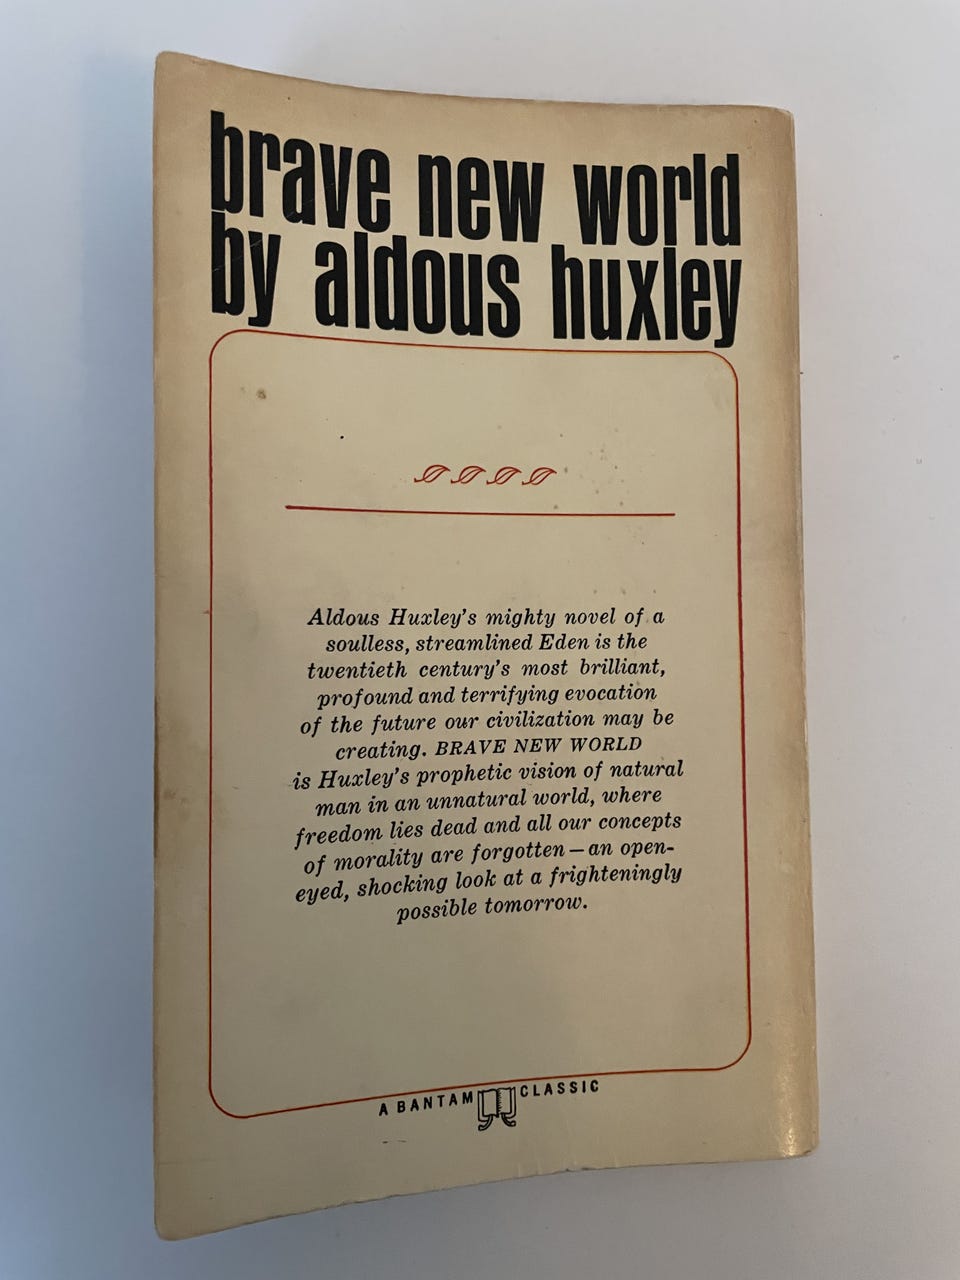 brave new world
by aldous huxley
Aldous Huxley's mighty novel of a
soulless, streamlined Eden is the
twentieth century's most brilliant,
profound and terrifying evocation
of the future our civilization may be
creating. BRAVE NEW WORLD
is Huxley's prophetic vision of natural
man in an unnatural world, where
freedom lies dead and all our concepts
of morality are forgotten — an open-
eyed, shocking look at a frighteningly
possible tomorrow.
A BANTAM CLASSIC